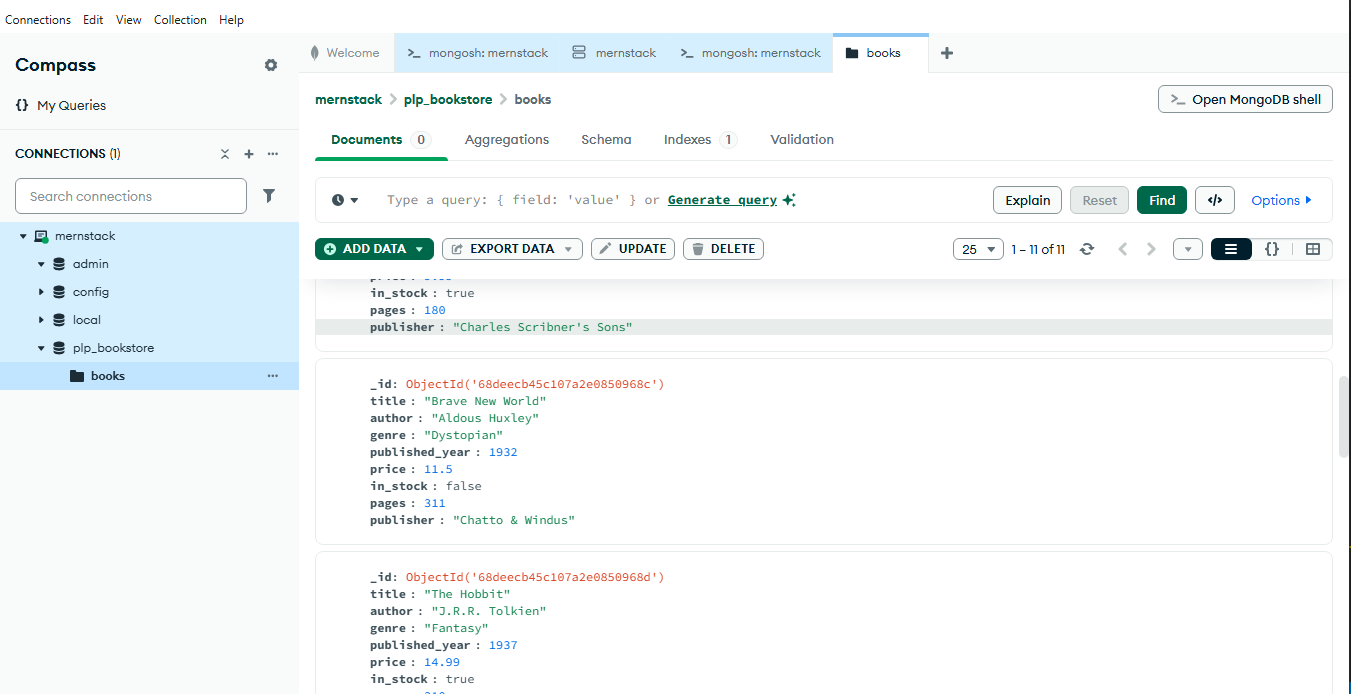 Connections Edit View Collection Help
Compass
My Queries
CONNECTIONS (1)
Search connections
mernstack
admin
config
local
plp_bookstore
books
Welcome
mongosh: mernstack
mernstack
mongosh: mernstack
books
mernstack > plp_bookstore > books
>_ Open MongoDB shell
Documents 0 Aggregations Schema Indexes 1 Validation
Type a query: { field: 'value' } or Generate query
Explain Reset Find </> Options
ADD DATA EXPORT DATA UPDATE DELETE
25 1 – 11 of 11
in_stock : true
pages : 180
publisher : "Charles Scribner's Sons"
_id: ObjectId('68deecb45c107a2e0850968c')
title : "Brave New World"
author : "Aldous Huxley"
genre : "Dystopian"
published_year : 1932
price : 11.5
in_stock : false
pages : 311
publisher : "Chatto & Windus"
_id: ObjectId('68deecb45c107a2e0850968d')
title : "The Hobbit"
author : "J.R.R. Tolkien"
genre : "Fantasy"
published_year : 1937
price : 14.99
in_stock : true